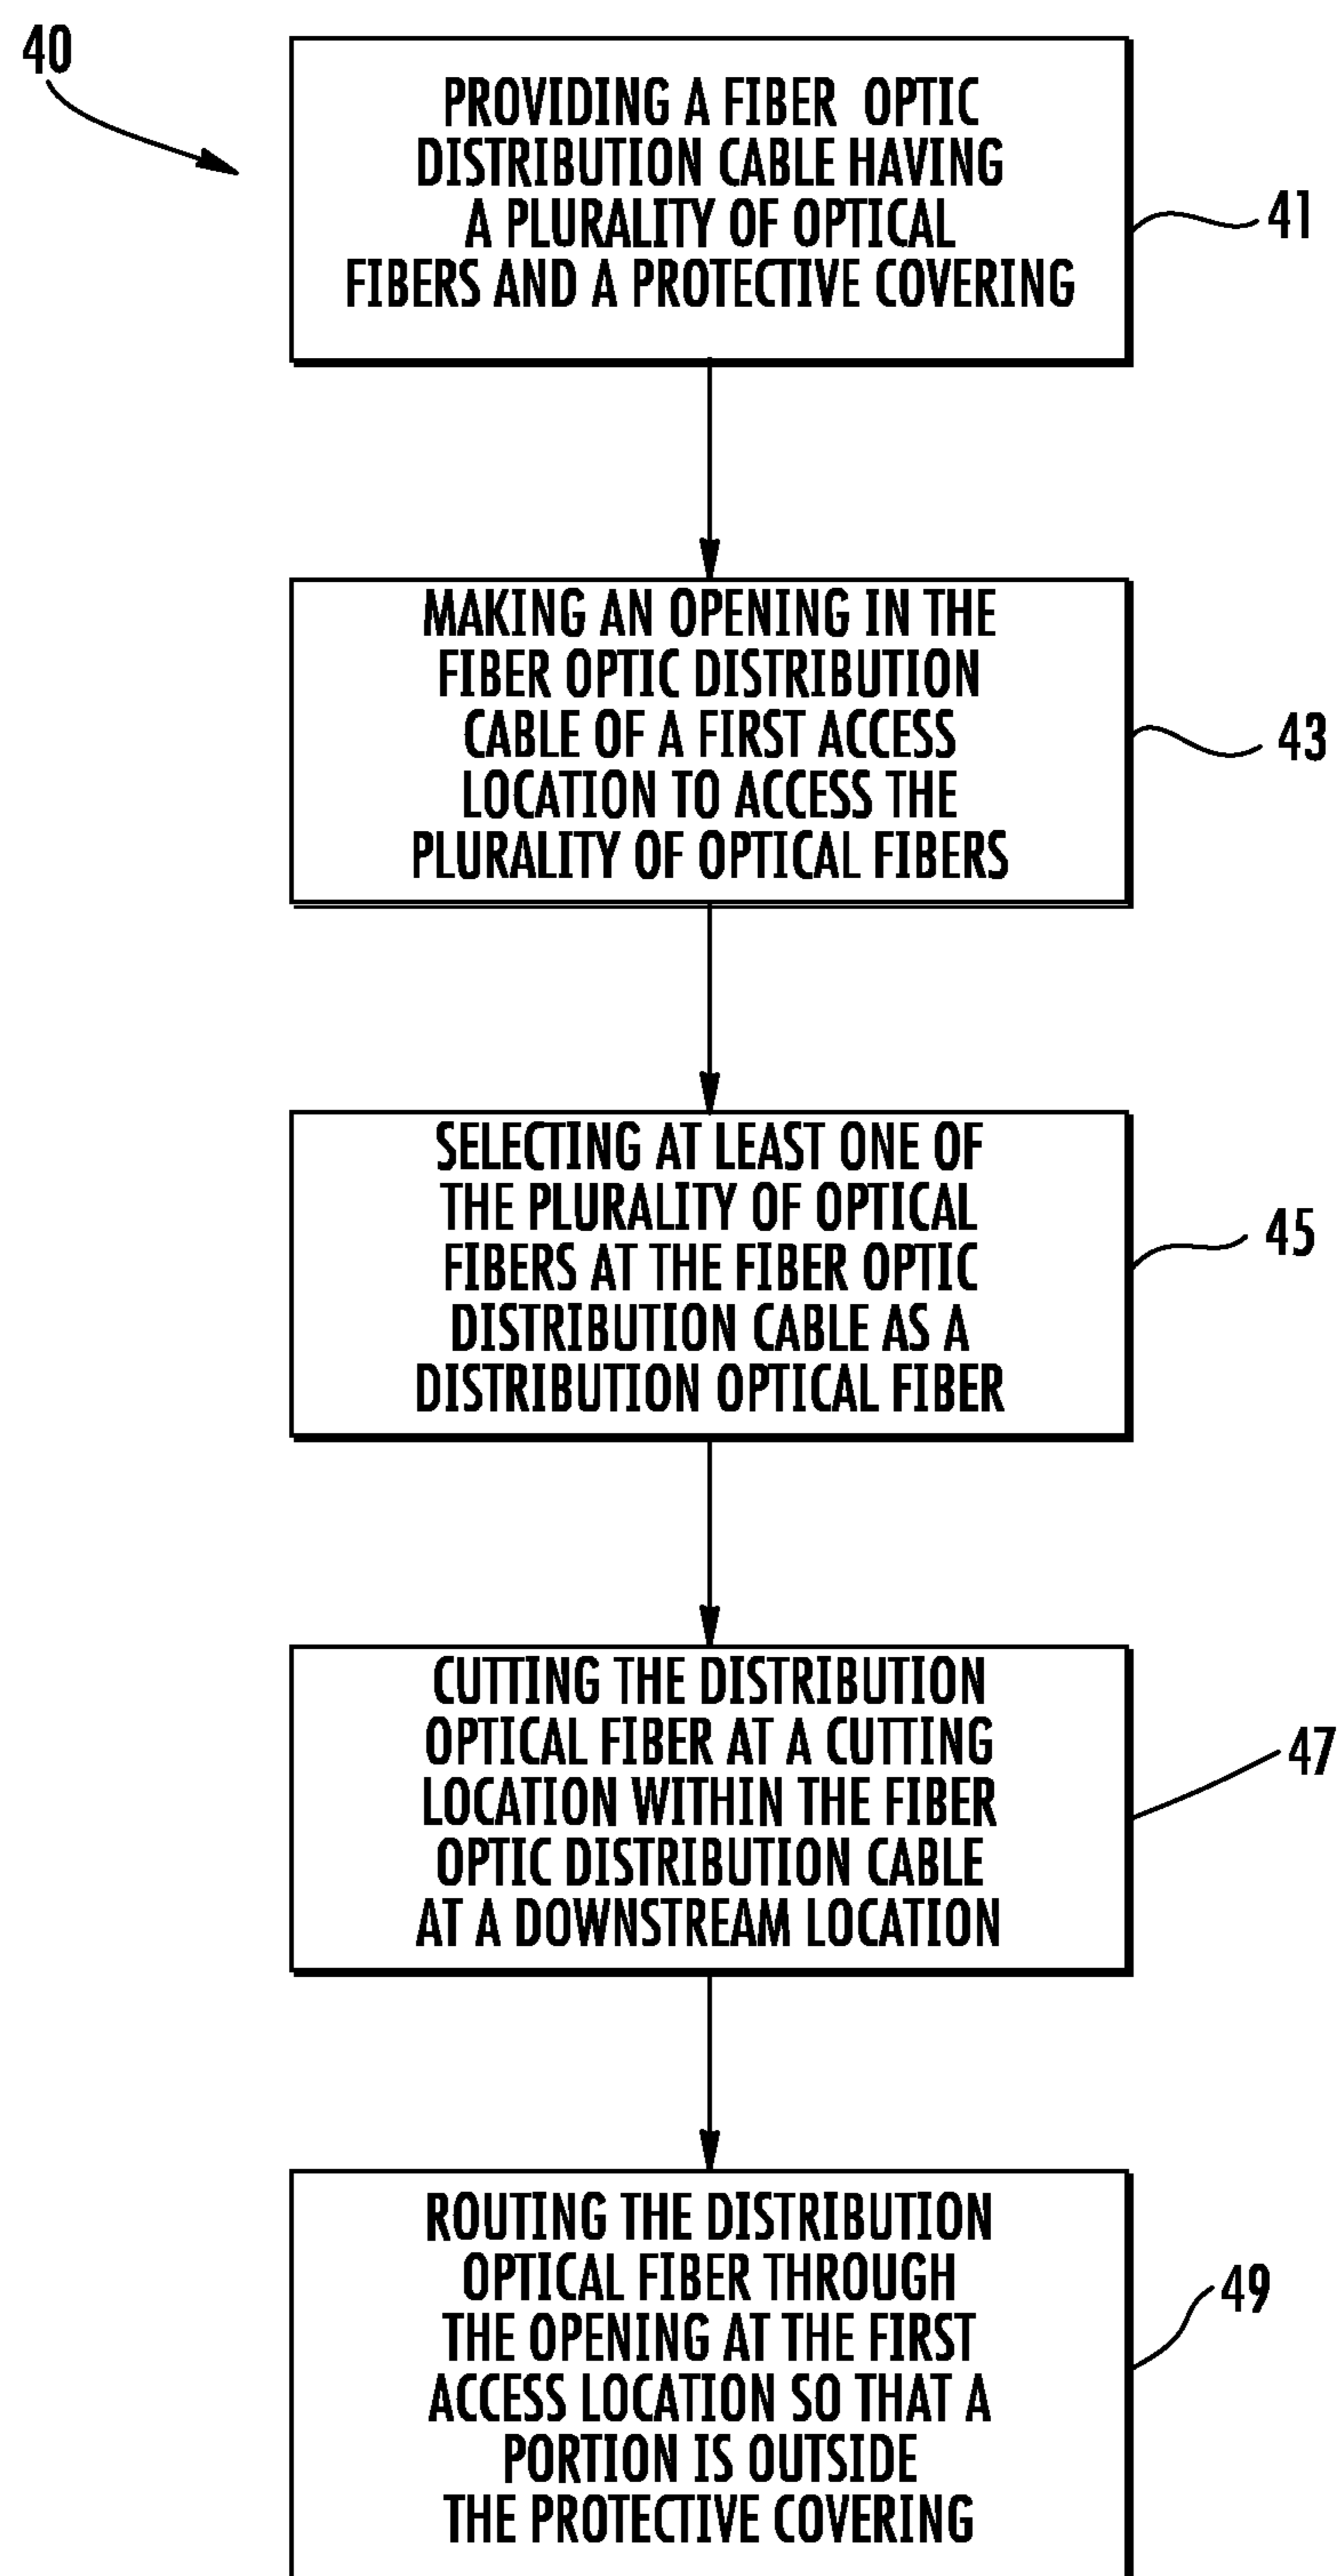 40
PROVIDING A FIBER OPTIC
DISTRIBUTION CABLE HAVING
A PLURALITY OF OPTICAL
FIBERS AND A PROTECTIVE COVERING
41
MAKING AN OPENING IN THE
FIBER OPTIC DISTRIBUTION
CABLE OF A FIRST ACCESS
LOCATION TO ACCESS THE
PLURALITY OF OPTICAL FIBERS
43
SELECTING AT LEAST ONE OF
THE PLURALITY OF OPTICAL
FIBERS AT THE FIBER OPTIC
DISTRIBUTION CABLE AS A
DISTRIBUTION OPTICAL FIBER
45
CUTTING THE DISTRIBUTION
OPTICAL FIBER AT A CUTTING
LOCATION WITHIN THE FIBER
OPTIC DISTRIBUTION CABLE
AT A DOWNSTREAM LOCATION
47
ROUTING THE DISTRIBUTION
OPTICAL FIBER THROUGH
THE OPENING AT THE FIRST
ACCESS LOCATION SO THAT A
PORTION IS OUTSIDE
THE PROTECTIVE COVERING
49